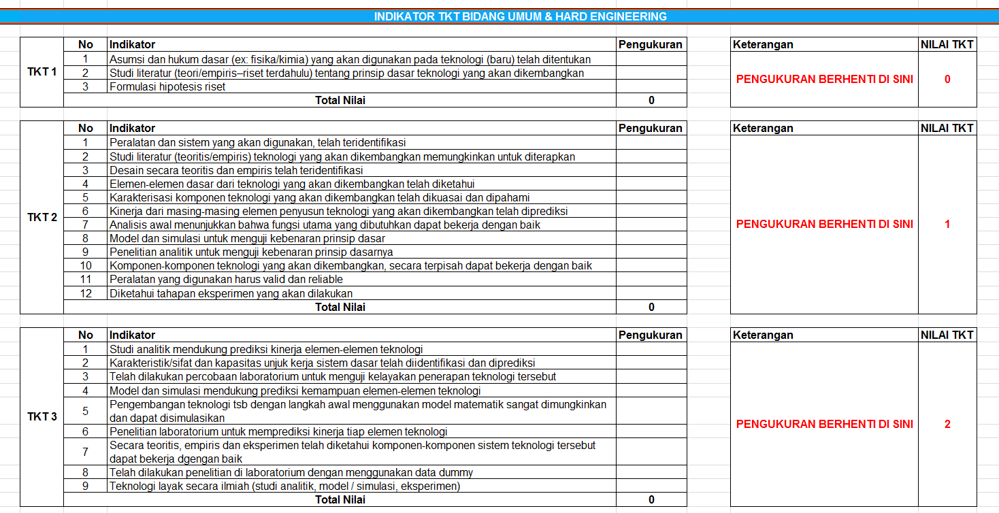 INDIKATOR TKT BIDANG UMUM & HARD ENGINEERING
TKT 1
No Indikator Pengukuran
1 Asumsi dan hukum dasar (ex: fisika/kimia) yang akan digunakan pada teknologi (baru) telah ditentukan
2 Studi literatur (teori/empiris–riset terdahulu) tentang prinsip dasar teknologi yang akan dikembangkan
3 Formulasi hipotesis riset
Total Nilai 0
Keterangan NILAI TKT
PENGUKURAN BERHENTI DI SINI 0
TKT 2
No Indikator Pengukuran
1 Peralatan dan sistem yang akan digunakan, telah teridentifikasi
2 Studi literatur (teoritis/empiris) teknologi yang akan dikembangkan memungkinkan untuk diterapkan
3 Desain secara teoritis dan empiris telah teridentifikasi
4 Elemen-elemen dasar dari teknologi yang akan dikembangkan telah diketahui
5 Karakterisasi komponen teknologi yang akan dikembangkan telah dikuasai dan dipahami
6 Kinerja dari masing-masing elemen penyusun teknologi yang akan dikembangkan telah diprediksi
7 Analisis awal menunjukkan bahwa fungsi utama yang dibutuhkan dapat bekerja dengan baik
8 Model dan simulasi untuk menguji kebenaran prinsip dasar
9 Penelitian analitik untuk menguji kebenaran prinsip dasarnya
10 Komponen-komponen teknologi yang akan dikembangkan, secara terpisah dapat bekerja dengan baik
11 Peralatan yang digunakan harus valid dan reliable
12 Diketahui tahapan eksperimen yang akan dilakukan
Total Nilai 0
Keterangan NILAI TKT
PENGUKURAN BERHENTI DI SINI 1
TKT 3
No Indikator Pengukuran
1 Studi analitik mendukung prediksi kinerja elemen-elemen teknologi
2 Karakteristik/sifat dan kapasitas unjuk kerja sistem dasar telah diidentifikasi dan diprediksi
3 Telah dilakukan percobaan laboratorium untuk menguji kelayakan penerapan teknologi tersebut
4 Model dan simulasi mendukung prediksi kemampuan elemen-elemen teknologi
5 Pengembangan teknologi tsb dengan langkah awal menggunakan model matematik sangat dimungkinkan
dan dapat disimulasikan
6 Penelitian laboratorium untuk memprediksi kinerja tiap elemen teknologi
7 Secara teoritis, empiris dan eksperimen telah diketahui komponen-komponen sistem teknologi tersebut
dapat bekerja dgengan baik
8 Telah dilakukan penelitian di laboratorium dengan menggunakan data dummy
9 Teknologi layak secara ilmiah (studi analitik, model / simulasi, eksperimen)
Total Nilai 0
Keterangan NILAI TKT
PENGUKURAN BERHENTI DI SINI 2